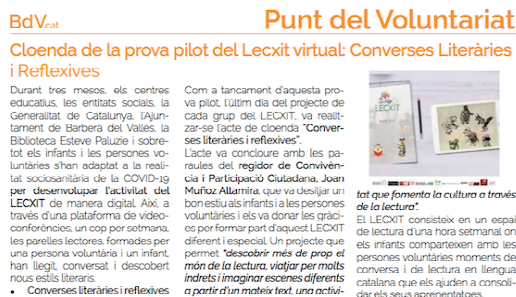 BdV.cat
Punt del Voluntariat
Cloenda de la prova pilot del Lecxit virtual: Converses Literàries
i Reflexives
Durant tres mesos, els centres
educatius, les entitats socials, la
Generalitat de Catalunya, l'Ajun-
tament de Barberà del Vallès, la
Biblioteca Esteve Paluzie i sobre-
tot els infants i les persones vo-
luntàries s'han adaptat a la reali-
tat sociosanitària de la COVID-19
per desenvolupar l'activitat del
LECXIT de manera digital. Així, a
través d'una plataforma de video-
conferències, un cop per setmana,
les parelles lectores, formades per
una persona voluntària i un infant,
han llegit, conversat i descobert
nous estils literaris.
• Converses literàries i reflexives
Com a tancament d'aquesta pro-
va pilot, l'últim dia del projecte de
cada grup del LECXIT, va realit-
zar-se l'acte de cloenda "Conver-
ses literàries i reflexives".
L'acte va concloure amb les pa-
raules del regidor de Convivèn-
cia i Participació Ciutadana, Joan
Muñoz Altamira, que va desitjar un
bon estiu als infants i a les persones
voluntàries i els va donar les gràci-
es per formar part d'aquest LECXIT
diferent i especial. Un projecte que
permet "descobrir més de prop el
món de la lectura, viatjar per molts
indrets i imaginar escenes diferents
a partir d'un mateix text, una activi-
LECXIT
tat que fomenta la cultura a través
de la lectura".
El LECXIT consisteix en un espai
de lectura d'una hora setmanal on
els infants comparteixen amb les
persones voluntàries moments de
conversa i de lectura en llengua
catalana que els ajuden a consoli-
dar els seus aprenentatges.